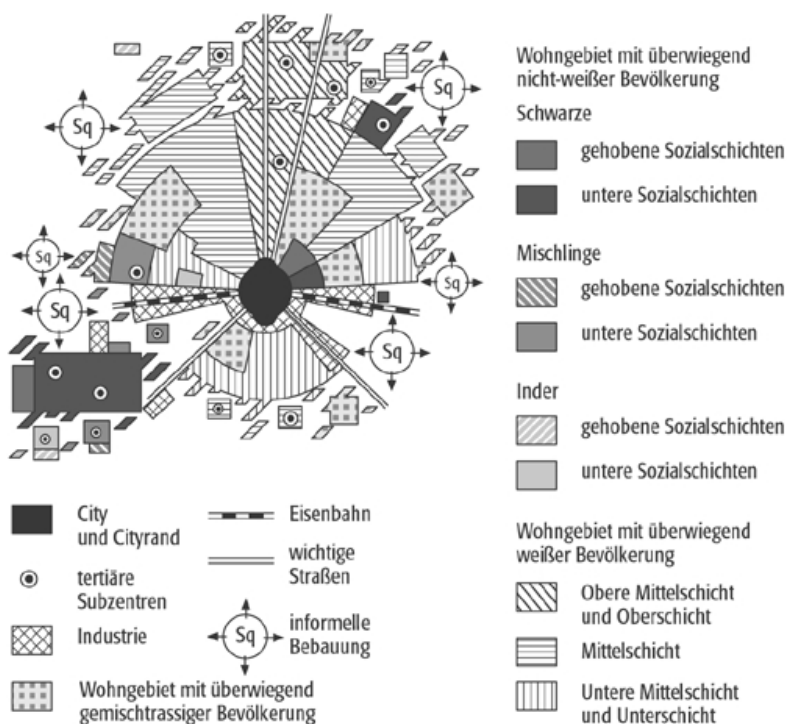 Sq
Sq
Sq
Sq
Sq
Sq
Wohngebiet mit überwiegend
nicht-weißer Bevölkerung
Schwarze
gehobene Sozialschichten
untere Sozialschichten
Mischlinge
gehobene Sozialschichten
untere Sozialschichten
Inder
gehobene Sozialschichten
untere Sozialschichten
Wohngebiet mit überwiegend
weißer Bevölkerung
Obere Mittelschicht
und Oberschicht
Mittelschicht
Untere Mittelschicht
und Unterschicht
City
und Cityrand
tertiäre
Subzentren
Industrie
Wohngebiet mit überwiegend
gemischtrassiger Bevölkerung
Eisenbahn
wichtige
Straßen
Sq
informelle
Bebauung